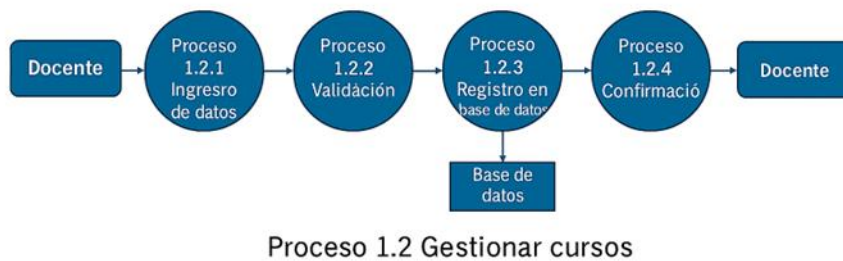 Docente
Proceso
1.2.1
Ingresro
de datos
Proceso
1.2.2
Validàción
Proceso
1.2.3
Registro en
base de datos
Proceso
1.2.4
Confirmació
Docente
Base de
datos
Proceso 1.2 Gestionar cursos